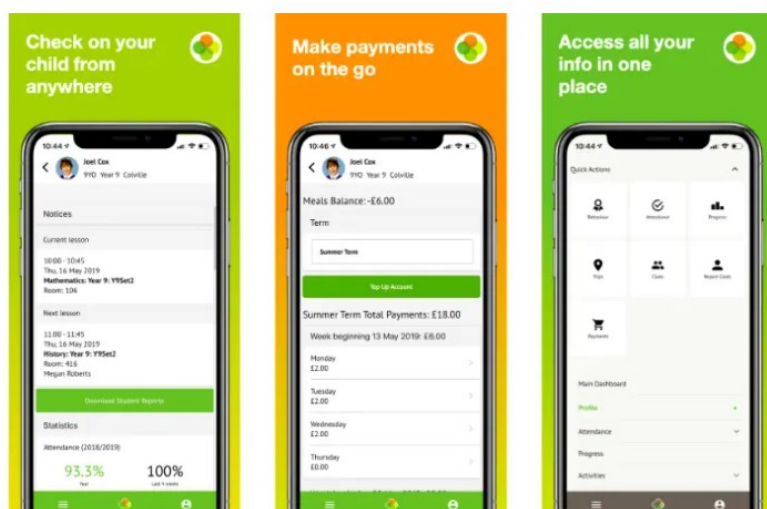 Check on your
child from
anywhere
10:44
Joel Cox
9YO Year 9 Colville
Notices
Current lesson
10:00 - 10:45
Thu, 16 May 2019
Mathematics: Year 9: Y9Set2
Room: 106
Next lesson
11:00 - 11:45
Thu, 16 May 2019
History: Year 9: Y9Set2
Room: 416
Megan Roberts
Download Student Reports
Statistics
Attendance (2018/2019)
93.3% 100%
Year Last 4 weeks
Make payments
on the go
10:46
Joel Cox
9YO Year 9 Colville
Meals Balance: -£6.00
Term
Summer Term
Top Up Account
Summer Term Total Payments: £18.00
Week beginning 13 May 2019: £6.00
Monday
£2.00
Tuesday
£2.00
Wednesday
£2.00
Thursday
£0.00
Access all your
info in one
place
10:44
Quick Actions
Behaviour Attendance Progress
Trips Clubs Report Cards
Payments
Main Dashboard
Profile
Attendance
Progress
Activities